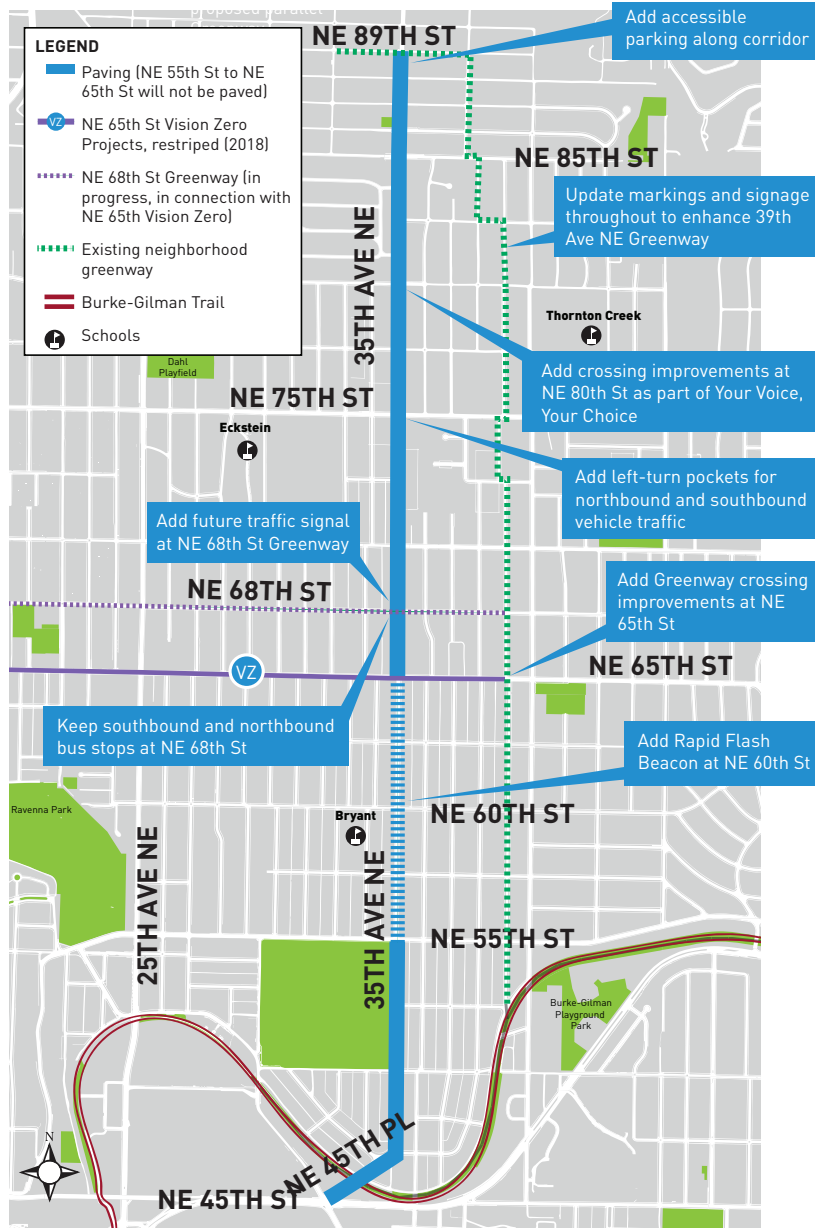 proposed parallel
LEGEND
Paving (NE 55th St to NE
65th St will not be paved)
VZ
NE 65th St Vision Zero
Projects, restriped (2018)
NE 68th St Greenway (in
progress, in connection with
NE 65th Vision Zero)
Existing neighborhood
greenway
Burke-Gilman Trail
Schools
NE 89TH ST
Add accessible
parking along corridor
NE 85TH ST
Update markings and signage
throughout to enhance 39th
Ave NE Greenway
35TH AVE NE
Thornton Creek
Dahl
Playfield
Add crossing improvements at
NE 80th St as part of Your Voice,
Your Choice
NE 75TH ST
Eckstein
Add left-turn pockets for
northbound and southbound
vehicle traffic
Add future traffic signal
at NE 68th St Greenway
NE 68TH ST
Add Greenway crossing
improvements at NE
65th St
NE 65TH ST
VZ
Keep southbound and northbound
bus stops at NE 68th St
Add Rapid Flash
Beacon at NE 60th St
Ravenna Park
Bryant
NE 60TH ST
25TH AVE NE
35TH AVE NE
NE 55TH ST
Burke-Gilman
Playground
Park
NE 45TH PL
N
NE 45TH ST